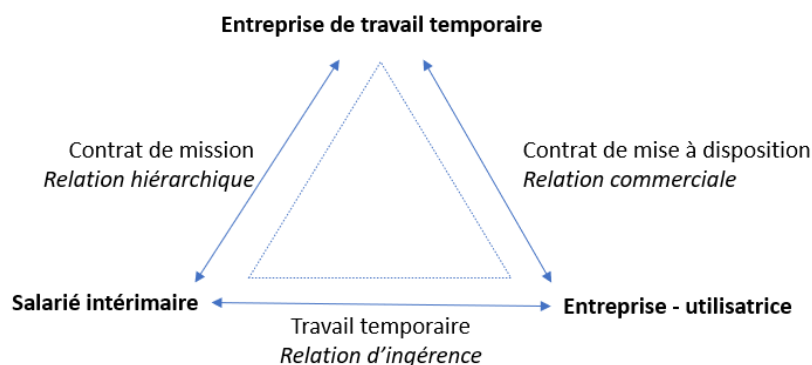 Entreprise de travail temporaire
Contrat de mission
Relation hiérarchique
Contrat de mise à disposition
Relation commerciale
Salarié intérimaire
Entreprise - utilisatrice
Travail temporaire
Relation d'ingérence